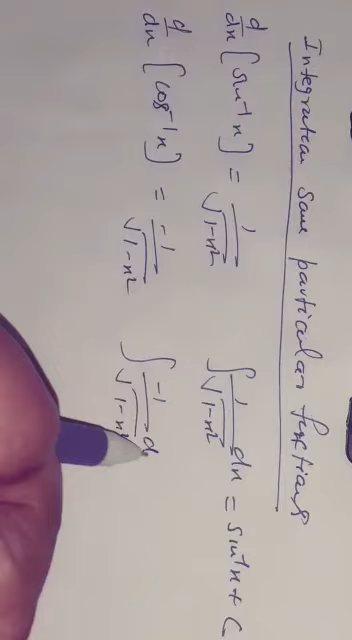 Integration Some particular functions
d/dx [sin⁻¹x] = 1/√1-x² ∫ 1/√1-x² dx = sin⁻¹x + C
d/dx [cos⁻¹x] = -1/√1-x² ∫ -1/√1-x² d